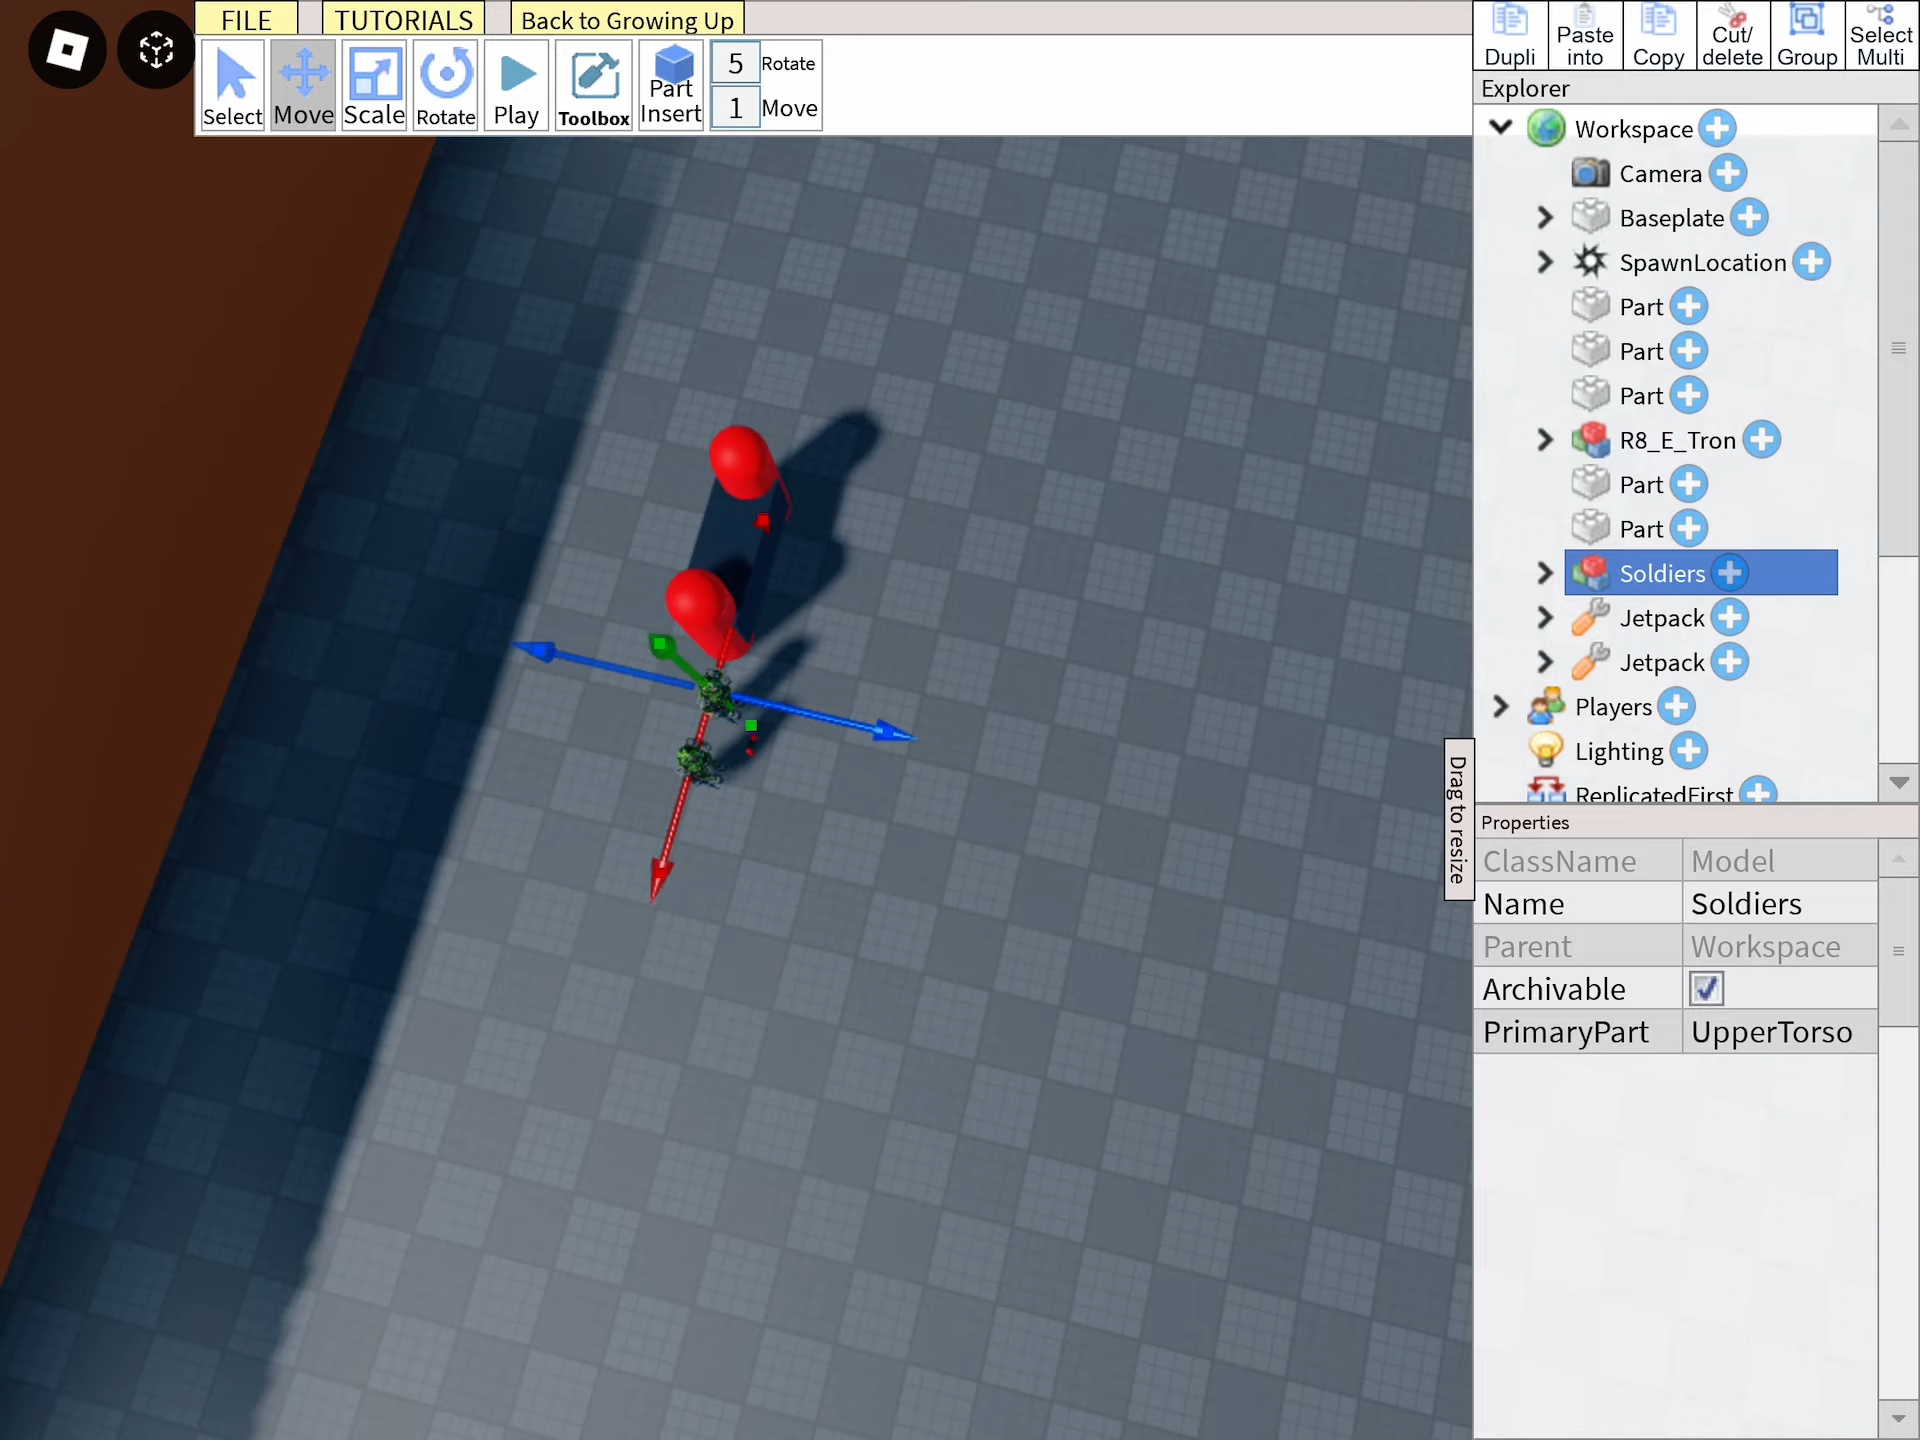 FILE
TUTORIALS
Back to Growing Up
Select
Move
Scale
Rotate
Play
Toolbox
Part
Insert
5
Rotate
1
Move
Dupli
Paste
into
Copy
Cut/
delete
Group
Select
Multi
Explorer
Workspace
Camera
Baseplate
SpawnLocation
Part
Part
Part
R8_E_Tron
Part
Part
Soldiers
Jetpack
Jetpack
Players
Lighting
ReplicatedFirst
Drag to resize
Properties
ClassName Model
Name Soldiers
Parent Workspace
Archivable
PrimaryPart UpperTorso